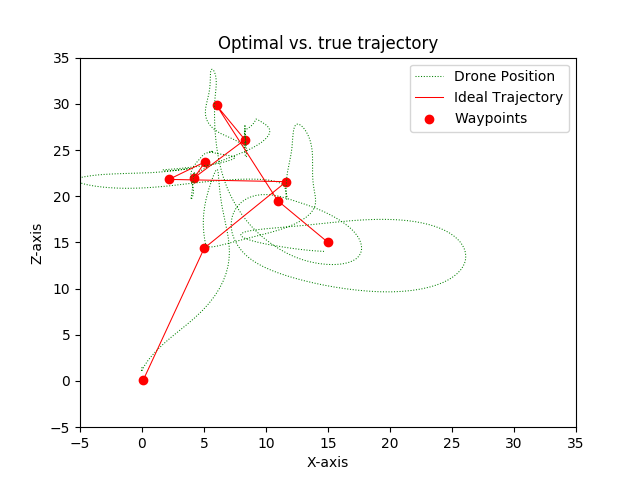 Optimal vs. true trajectory
Drone Position
Ideal Trajectory
Waypoints
35
30
25
20
15
10
5
0
−5
Z-axis
−5 0 5 10 15 20 25 30 35
X-axis